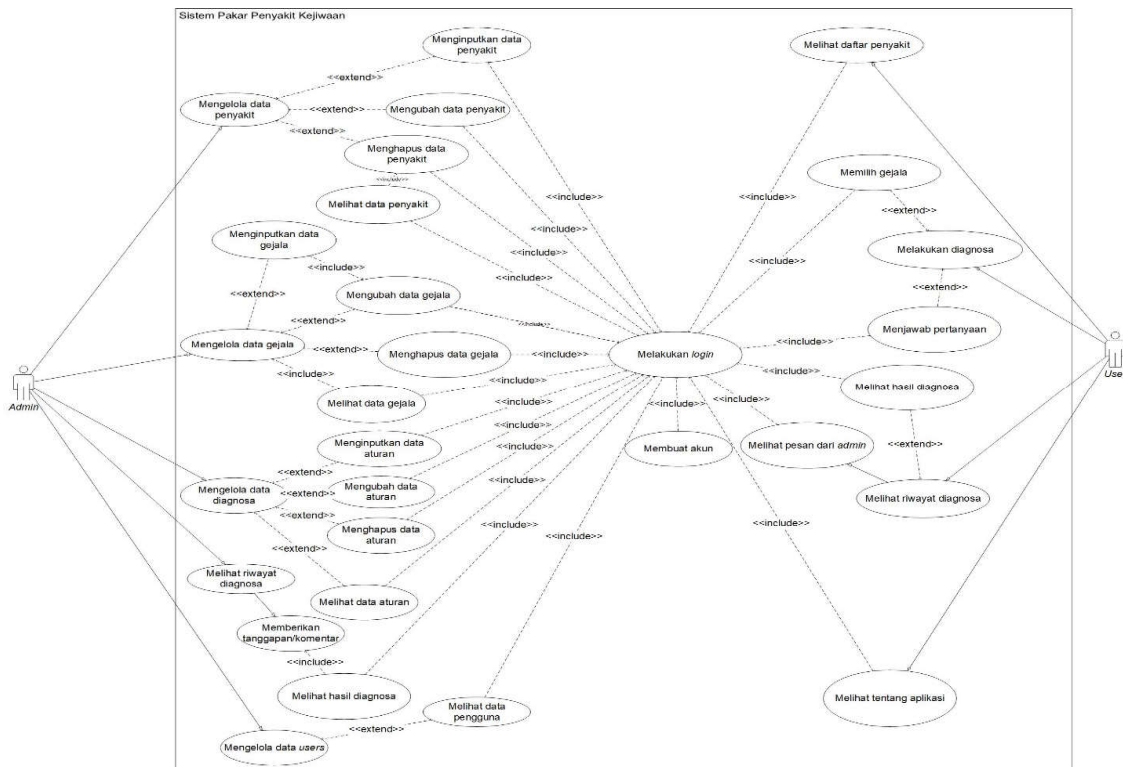 Sistem Pakar Penyakit Kejiwaan
Menginputkan data
penyakit
Melihat daftar penyakit
<<extend>>
Mengelola data
penyakit
<<extend>>
Mengubah data penyakit
<<extend>>
Menghapus data
penyakit
<<include>>
Melihat data penyakit
Memilih gejala
<<extend>>
<<include>>
<<include>>
<<include>>
<<include>>
<<include>>
<<include>>
Menginputkan data
gejala
<<include>>
<<extend>>
Mengubah data gejala
<<extend>>
Melakukan diagnosa
<<extend>>
Menjawab pertanyaan
<<include>>
<<include>>
Mengelola data gejala
<<extend>>
Menghapus data gejala
<<include>>
Melakukan login
<<include>>
Melihat data gejala
<<include>>
<<include>>
Melihat hasil diagnosa
<<include>>
<<include>>
Admin
Use
Menginputkan data
aturan
<<include>>
<<include>>
Membuat akun
Melihat pesan dari admin
<<extend>>
Melihat riwayat diagnosa
<<extend>>
Mengelola data
diagnosa
<<extend>>
Mengubah data
aturan
<<include>>
<<extend>>
Menghapus data
aturan
<<include>>
<<include>>
<<include>>
<<include>>
<<include>>
<<extend>>
Melihat riwayat
diagnosa
Melihat data aturan
Memberikan
tanggapan/komentar
<<include>>
Melihat hasil diagnosa
Melihat data
pengguna
Melihat tentang aplikasi
<<extend>>
Mengelola data users